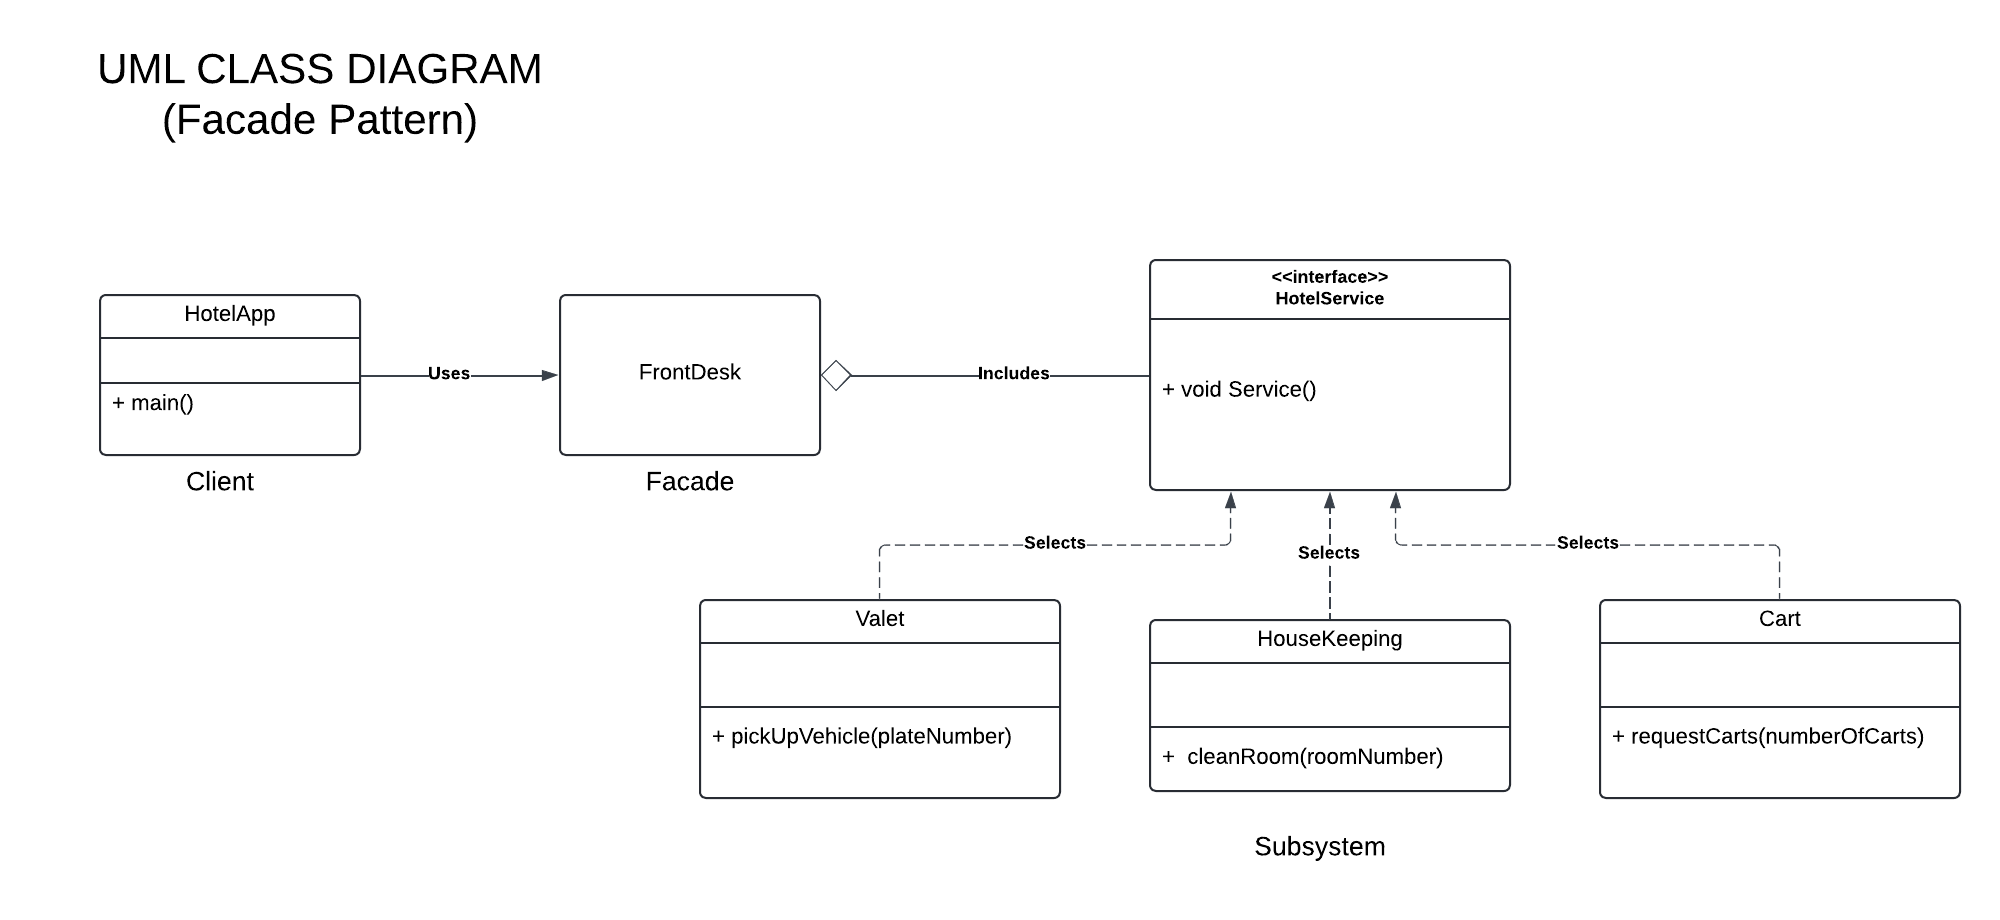 UML CLASS DIAGRAM
(Facade Pattern)
HotelApp
+ main()
Client
Uses
FrontDesk
Facade
Includes
<<interface>>
HotelService
+ void Service()
Selects
Selects
Selects
Valet
+ pickUpVehicle(plateNumber)
HouseKeeping
+  cleanRoom(roomNumber)
Cart
+ requestCarts(numberOfCarts)
Subsystem